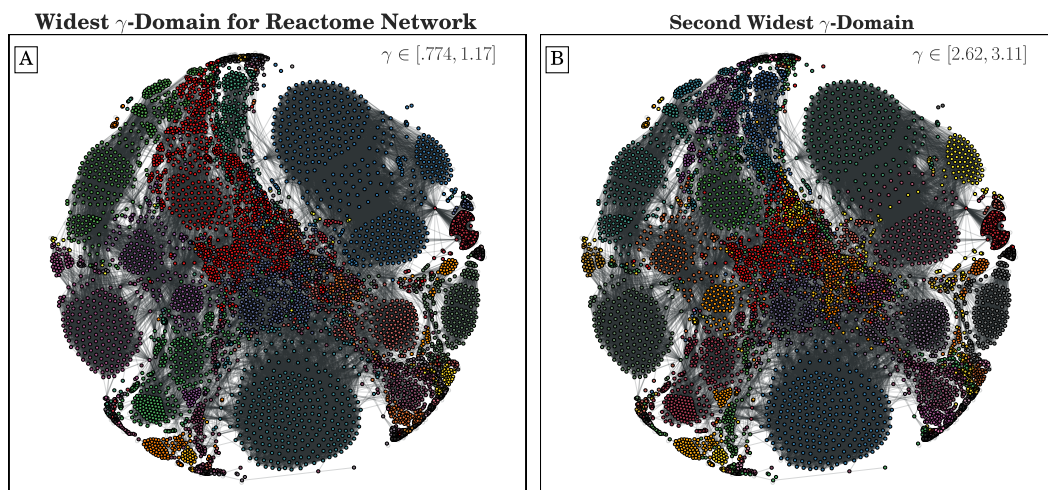 Widest γ-Domain for Reactome Network
A
γ ∈ [.774, 1.17]
Second Widest γ-Domain
B
γ ∈ [2.62, 3.11]